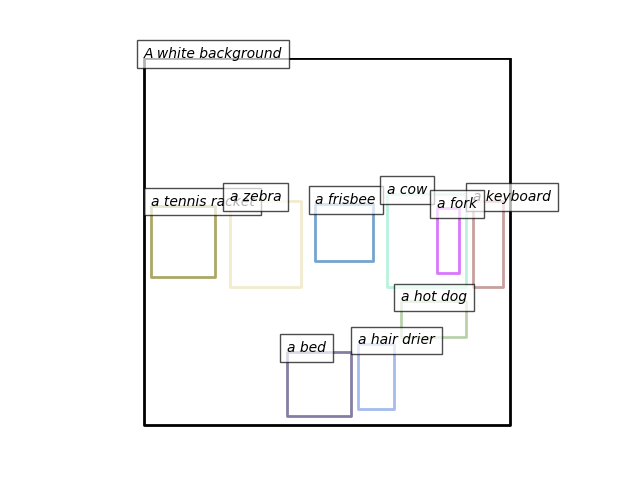 A white background
a tennis racket
a zebra
a frisbee
a cow
a fork
a keyboard
a hot dog
a hair drier
a bed